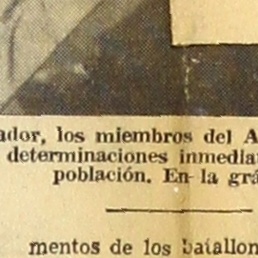 ador, los miembros del A
determinaciones inmedia
población. En la grá
mentos de los batallon